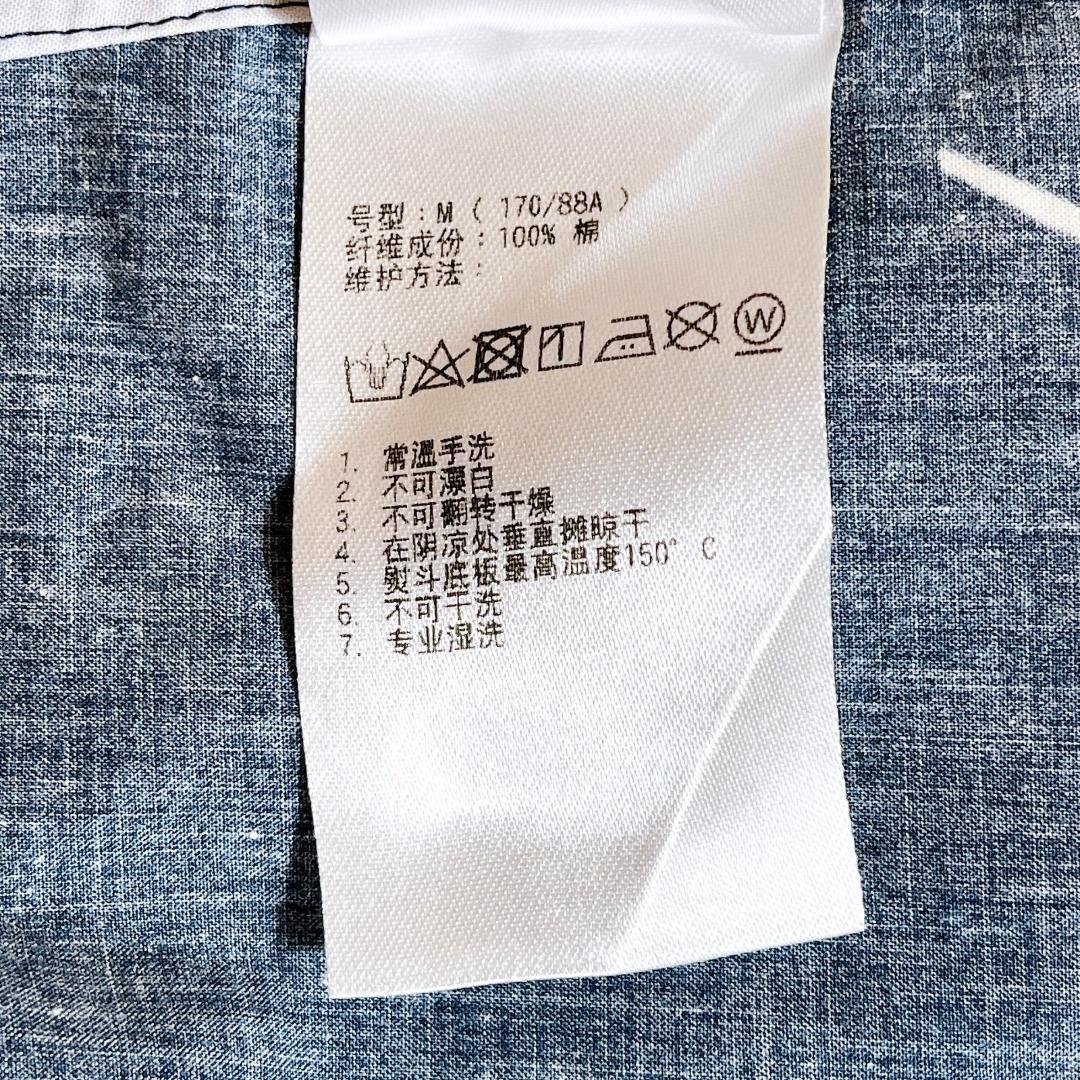 号型：M（170/88A）
纤维成份：100% 棉
维护方法：
W
1. 常温手洗
2. 不可漂白
3. 不可翻转干燥
4. 在阴凉处垂直摊晾干
5. 熨斗底板最高温度150° C
6. 不可干洗
7. 专业湿洗